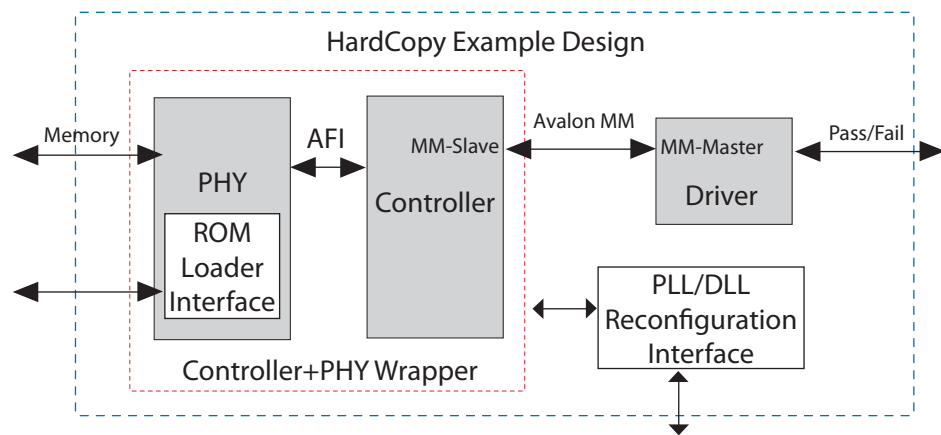 HardCopy Example Design
Memory
AFI
MM-Slave
Avalon MM
MM-Master
Pass/Fail
PHY
Controller
Driver
ROM
Loader
Interface
PLL/DLL
Reconfiguration
Interface
Controller+PHY Wrapper